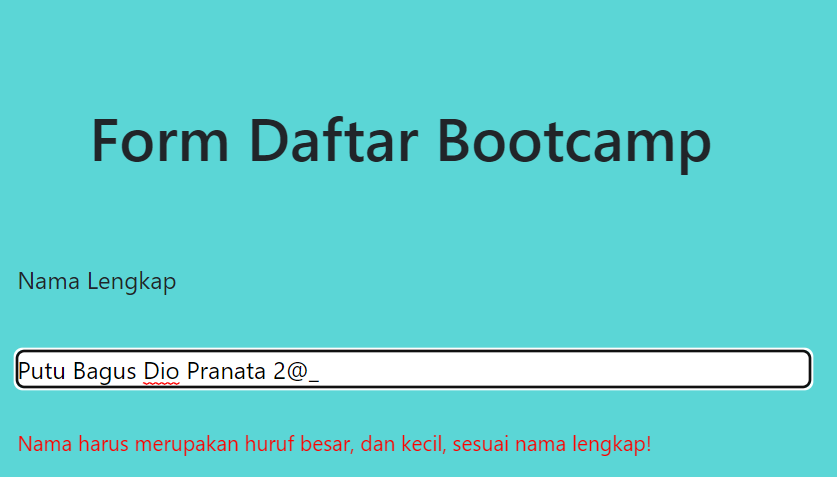 Form Daftar Bootcamp
Nama Lengkap
Putu Bagus Dio Pranata 2@_
Nama harus merupakan huruf besar, dan kecil, sesuai nama lengkap!